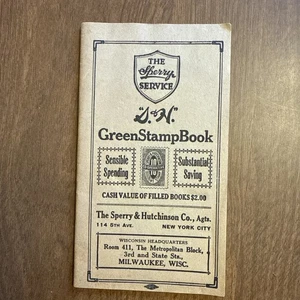 THE
Sperry
SERVICE
"S.&H."
GreenStampBook
Sensible
Spending
Substantial
Saving
CASH VALUE OF FILLED BOOKS $2.00
The Sperry & Hutchinson Co., Agts.
114 5TH AVE. NEW YORK CITY
WISCONSIN HEADQUARTERS
Room 411, The Metropolitan Block,
3rd and State Sts.,
MILWAUKEE, WISC.